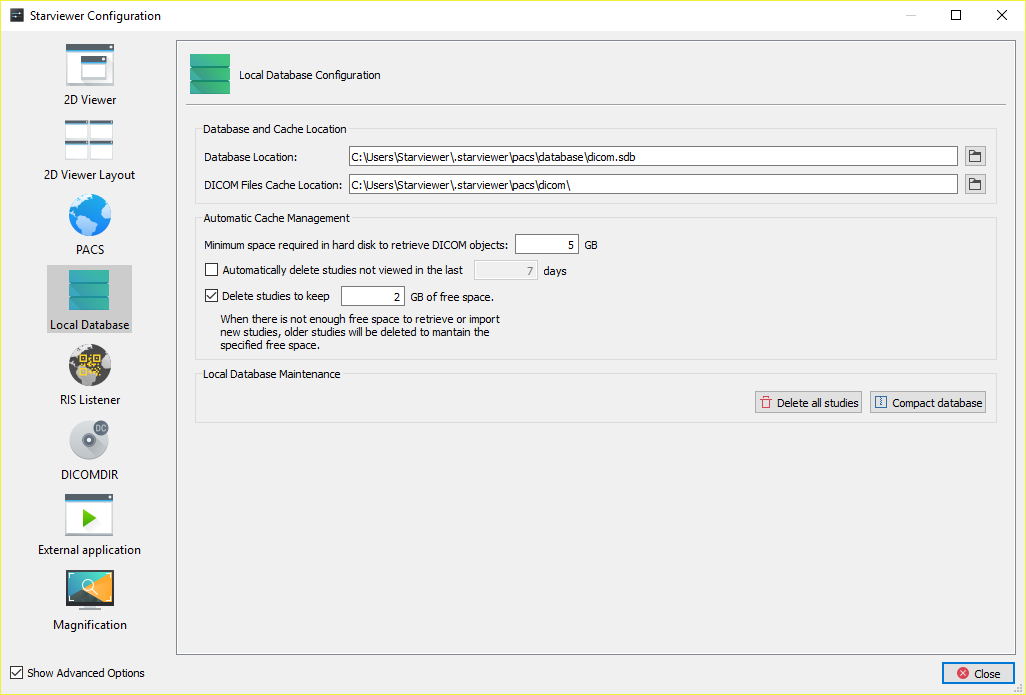 Starviewer Configuration
2D Viewer
2D Viewer Layout
PACS
Local Database
RIS Listener
DC
DICOMDIR
External application
Magnification
Local Database Configuration
Database and Cache Location
Database Location: C:\Users\Starviewer\.starviewer\pacs\database\dicom.sdb
DICOM Files Cache Location: C:\Users\Starviewer\.starviewer\pacs\dicom\
Automatic Cache Management
Minimum space required in hard disk to retrieve DICOM objects: 5 GB
Automatically delete studies not viewed in the last 7 days
Delete studies to keep 2 GB of free space.
When there is not enough free space to retrieve or import
new studies, older studies will be deleted to mantain the
specified free space.
Local Database Maintenance
Delete all studies Compact database
Show Advanced Options
Close